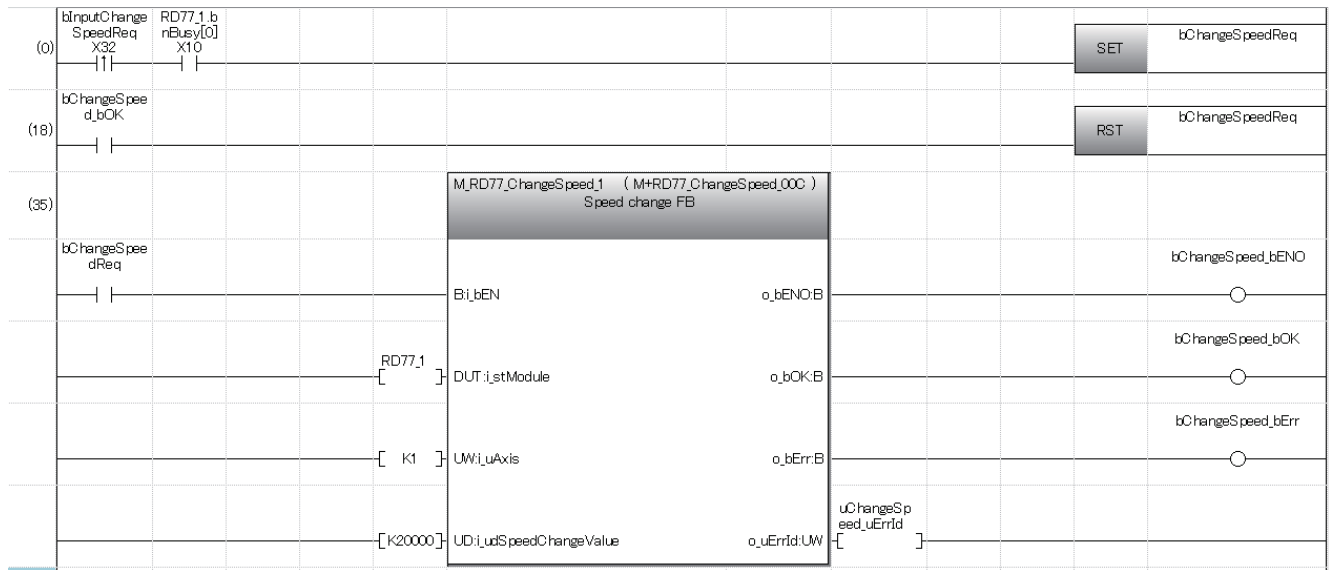 bInputChange RD77_1.b
SpeedReq nBusy[0]
(0) X32 X10 SET bChangeSpeedReq
bChangeSpee
d_bOK
(18) RST bChangeSpeedReq
M_RD77_ChangeSpeed_1 ( M+RD77_ChangeSpeed_00C )
(35) Speed change FB
bChangeSpee
dReq bChangeSpeed_bENO
B:i_bEN o_bENO:B
bChangeSpeed_bOK
RD77_1
DUT:i_stModule o_bOK:B
bChangeSpeed_bErr
K1 UW:i_uAxis o_bErr:B
uChangeSp
eed_uErrId
K20000 UD:i_udSpeedChangeValue o_uErrId:UW